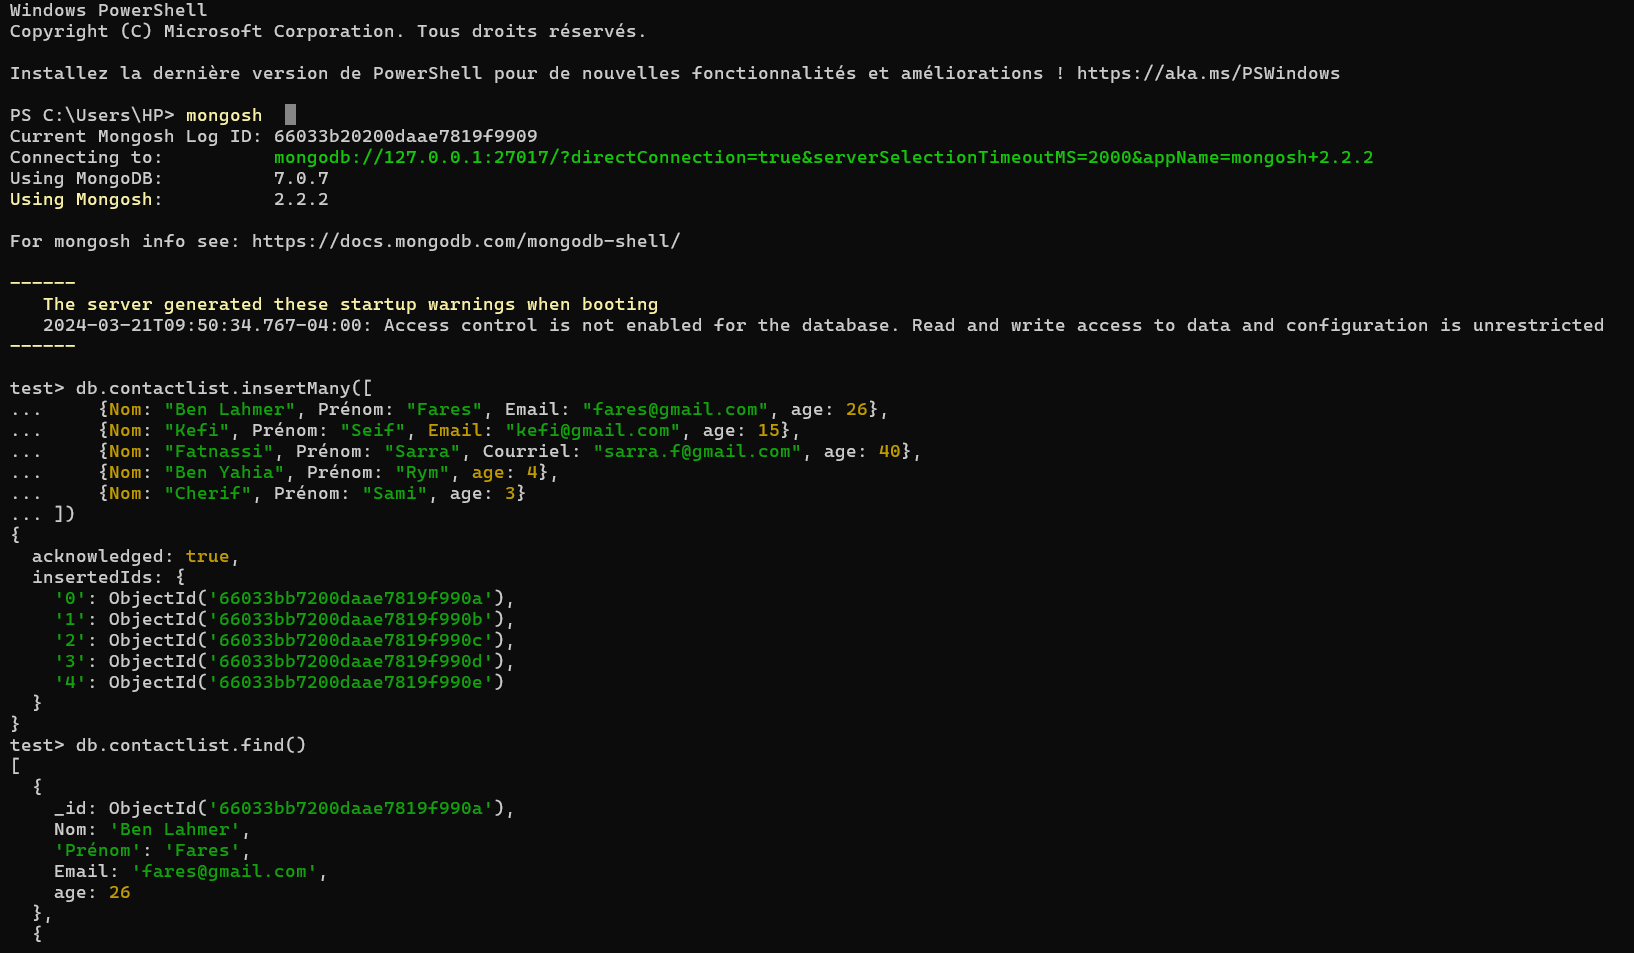 Windows PowerShell
Copyright (C) Microsoft Corporation. Tous droits réservés.
Installez la dernière version de PowerShell pour de nouvelles fonctionnalités et améliorations ! https://aka.ms/PSWindows
PS C:\Users\HP> mongosh
Current Mongosh Log ID: 66033b20200daae7819f9909
Connecting to:          mongodb://127.0.0.1:27017/?directConnection=true&serverSelectionTimeoutMS=2000&appName=mongosh+2.2.2
Using MongoDB:          7.0.7
Using Mongosh:          2.2.2
For mongosh info see: https://docs.mongodb.com/mongodb-shell/
------
   The server generated these startup warnings when booting
   2024-03-21T09:50:34.767-04:00: Access control is not enabled for the database. Read and write access to data and configuration is unrestricted
------
test> db.contactlist.insertMany([
...     {Nom: "Ben Lahmer", Prénom: "Fares", Email: "fares@gmail.com", age: 26},
...     {Nom: "Kefi", Prénom: "Seif", Email: "kefi@gmail.com", age: 15},
...     {Nom: "Fatnassi", Prénom: "Sarra", Courriel: "sarra.f@gmail.com", age: 40},
...     {Nom: "Ben Yahia", Prénom: "Rym", age: 4},
...     {Nom: "Cherif", Prénom: "Sami", age: 3}
... ])
{
  acknowledged: true,
  insertedIds: {
    '0': ObjectId('66033bb7200daae7819f990a'),
    '1': ObjectId('66033bb7200daae7819f990b'),
    '2': ObjectId('66033bb7200daae7819f990c'),
    '3': ObjectId('66033bb7200daae7819f990d'),
    '4': ObjectId('66033bb7200daae7819f990e')
  }
}
test> db.contactlist.find()
[
  {
    _id: ObjectId('66033bb7200daae7819f990a'),
    Nom: 'Ben Lahmer',
    'Prénom': 'Fares',
    Email: 'fares@gmail.com',
    age: 26
  },
  {